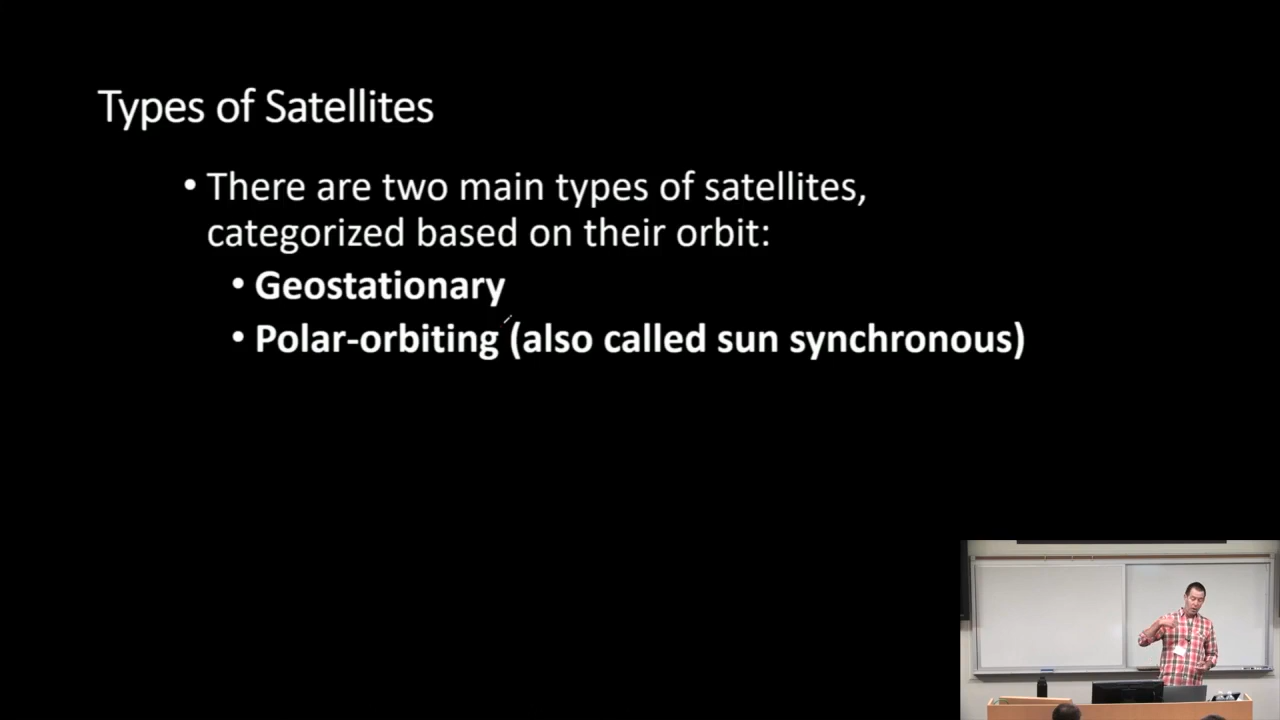 Types of Satellites
• There are two main types of satellites,
categorized based on their orbit:
• Geostationary
• Polar-orbiting (also called sun synchronous)